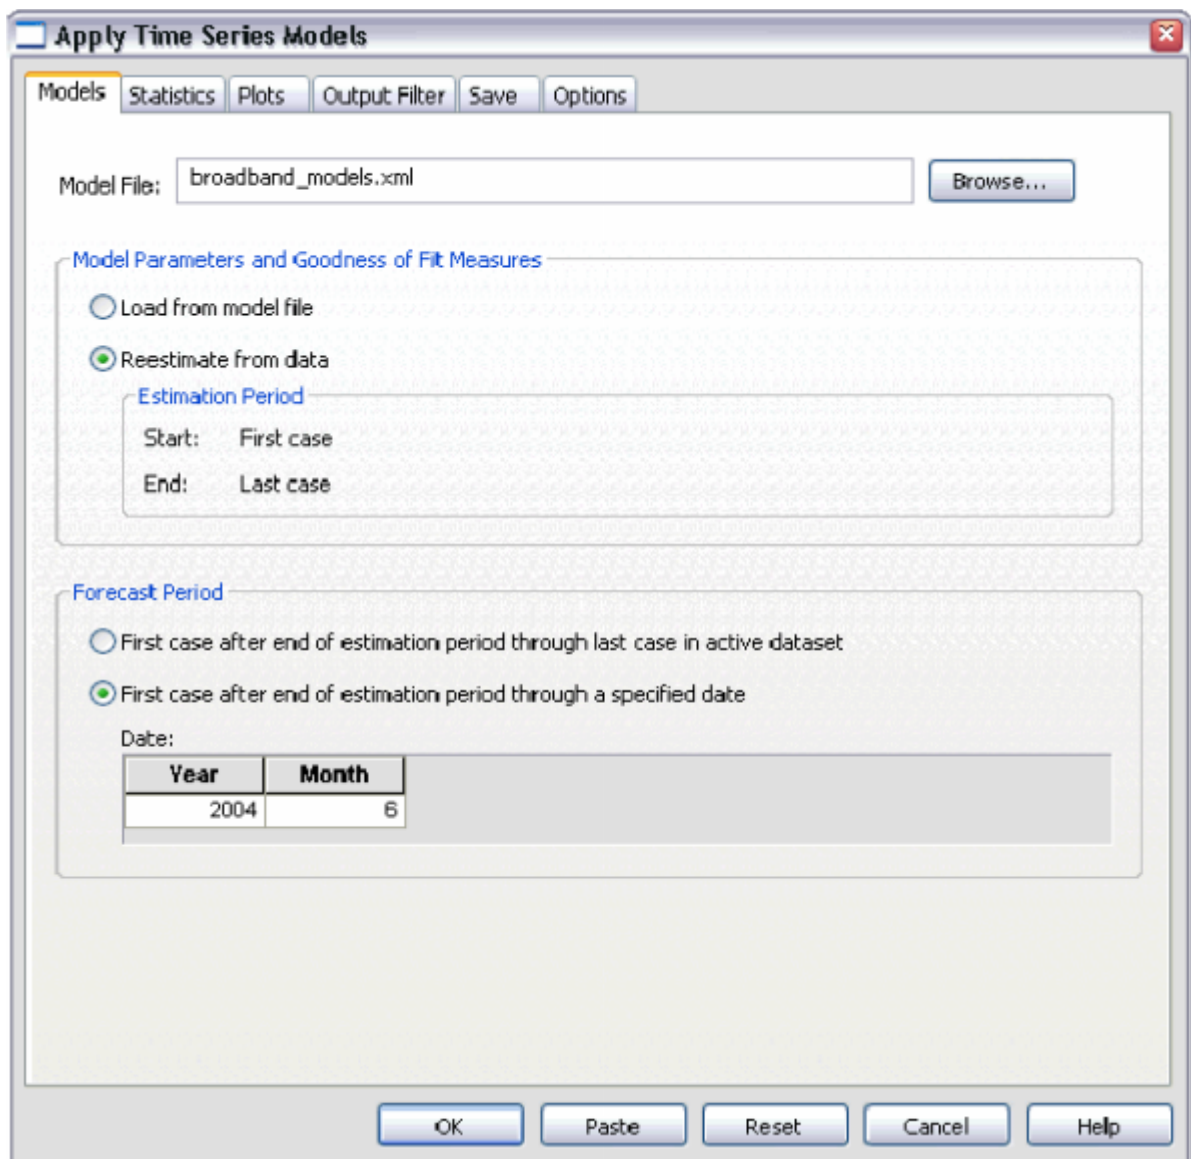 Apply Time Series Models
Models Statistics Plots Output Filter Save Options
Model File: broadband_models.xml Browse...
Model Parameters and Goodness of Fit Measures
Load from model file
Reestimate from data
Estimation Period
Start: First case
End: Last case
Forecast Period
First case after end of estimation period through last case in active dataset
First case after end of estimation period through a specified date
Date:
Year Month
2004 6
OK Paste Reset Cancel Help